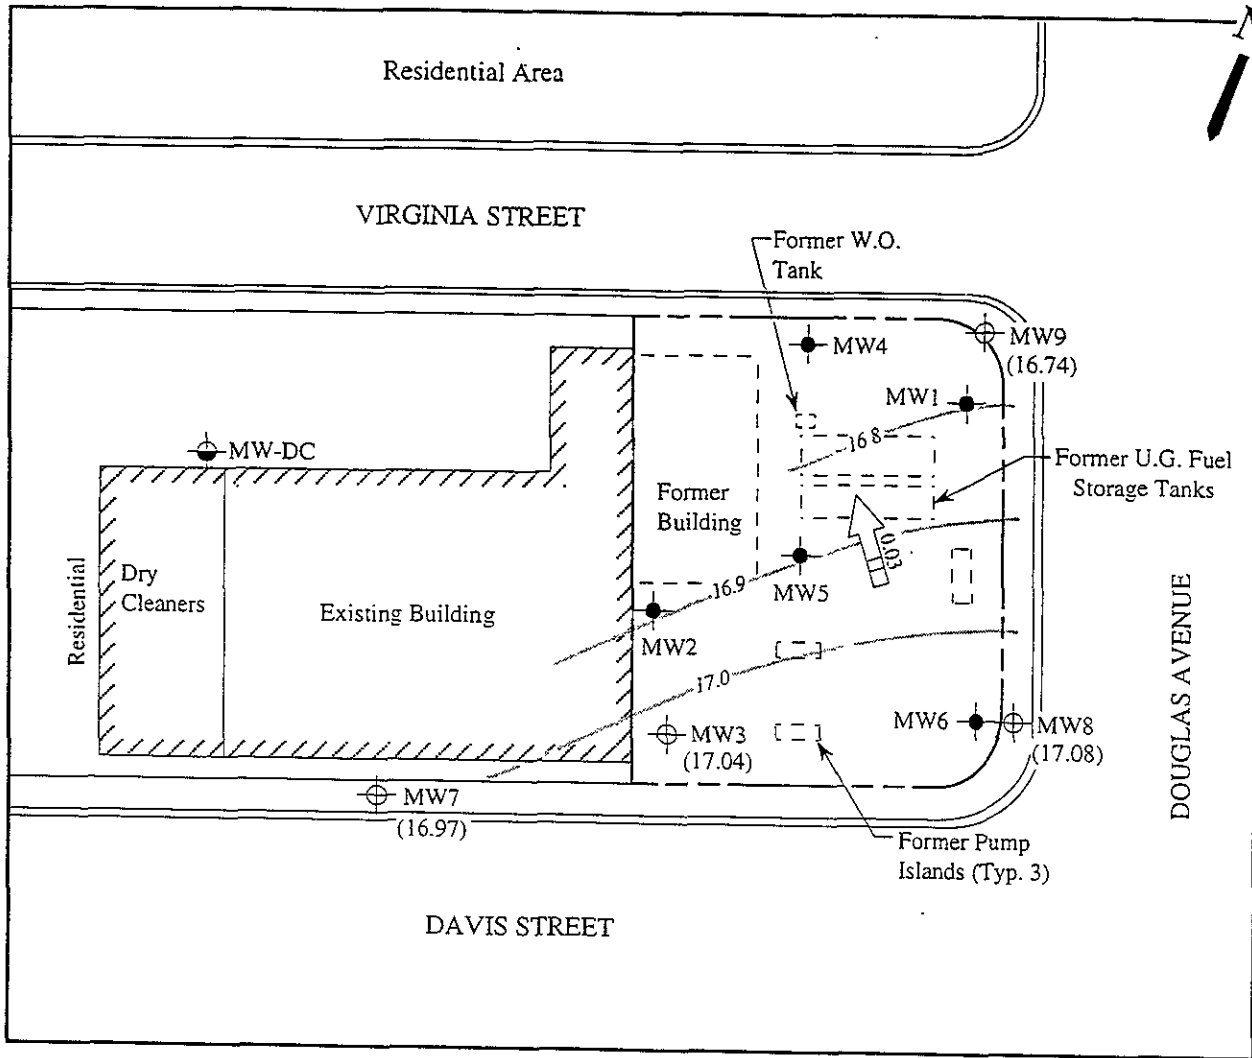 Residential Area
VIRGINIA STREET
Former W.O.
Tank
MW4
MW9
(16.74)
MW1
16.8
MW-DC
Former U.G. Fuel
Storage Tanks
Former
Building
0.03
Residential
Dry
Cleaners
Existing Building
16.9
MW5
MW2
DOUGLAS AVENUE
17.0
MW3
(17.04)
MW6
MW8
(17.08)
MW7
(16.97)
Former Pump
Islands (Typ. 3)
DAVIS STREET